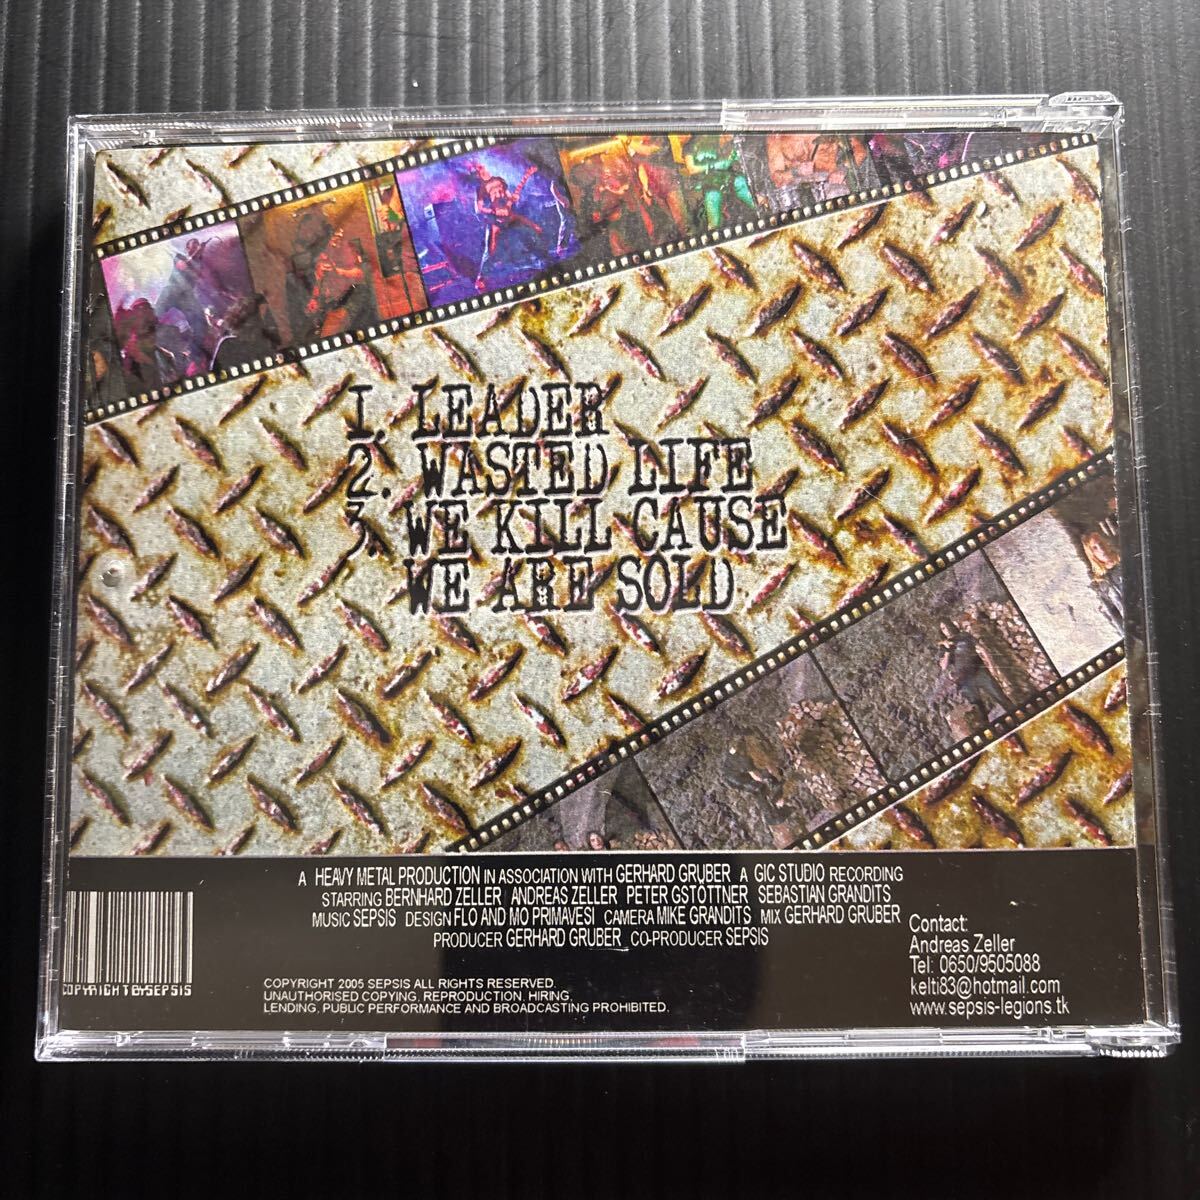 1. LEADER
2. WASTED LIFE
3. WE KILL CAUSE
WE ARE SOLD
A HEAVY METAL PRODUCTION IN ASSOCIATION WITH GERHARD GRUBER A GIC STUDIO RECORDING
STARRING BERNHARD ZELLER ANDREAS ZELLER PETER GSTOTTNER SEBASTIAN GRANDITS
MUSIC SEPSIS DESIGN FLO AND MO PRIMAVESI CAMERA MIKE GRANDITS MIX GERHARD GRUBER
PRODUCER GERHARD GRUBER CO-PRODUCER SEPSIS
COPYRIGHT BY SEPSIS
COPYRIGHT 2005 SEPSIS ALL RIGHTS RESERVED.
UNAUTHORISED COPYING, REPRODUCTION, HIRING,
LENDING, PUBLIC PERFORMANCE AND BROADCASTING PROHIBITED.
Contact:
Andreas Zeller
Tel: 0650/9505088
kelti83@hotmail.com
www.sepsis-legions.tk